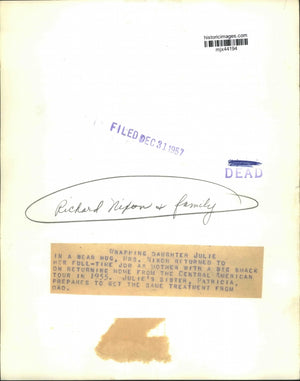 historicimages.com
mjx44194
FILED DEC 31 1957
DEAD
Richard Nixon & family
WRAPPING DAUGHTER JULIE
IN A BEAR HUG, MRS. NIXON RETURNED TO
HER FULL-TIME JOB AS MOTHER WITH A BIG SMACK
ON RETURNING HOME FROM THE CENTRAL AMERICAN
TOUR IN 1955. JULIE'S SISTER, PATRICIA,
PREPARES TO GET THE SAME TREATMENT FROM
DAD.